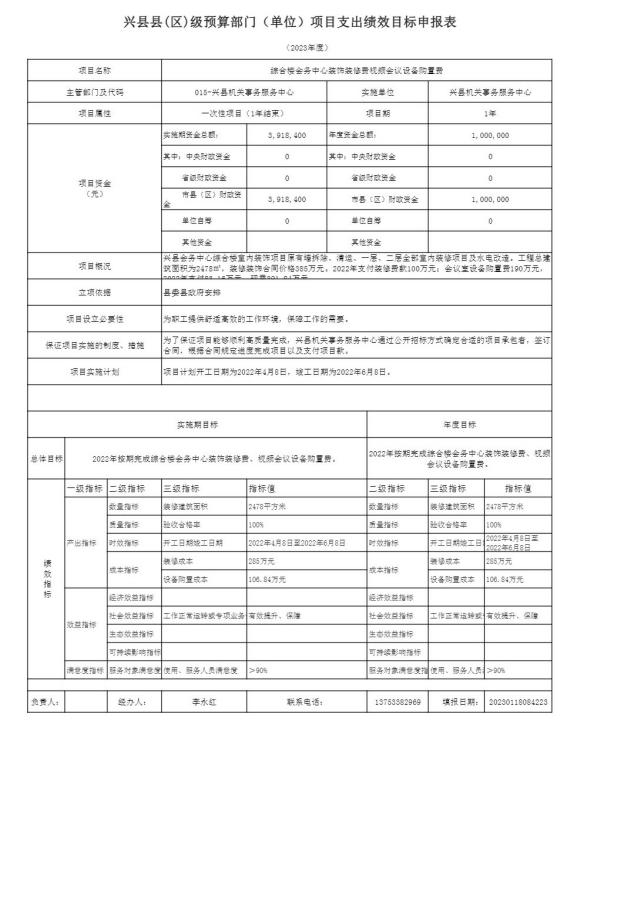 兴县县(区)级预算部门（单位）项目支出绩效目标申报表
（2023年度）
项目名称 综合楼会务中心装饰装修费视频会议设备购置费
主管部门及代码 015-兴县机关事务服务中心 实施单位 兴县机关事务服务中心
项目属性 一次性项目（1年结束） 项目期 1年
项目资金（元） 实施期资金总额： 3,918,400 年度资金总额： 1,000,000
其中：中央财政资金 0 其中：中央财政资金 0
省级财政资金 0 省级财政资金 0
市县（区）财政资金 3,918,400 市县（区）财政资金 1,000,000
单位自筹 0 单位自筹 0
其他资金 其他资金
项目概况 兴县会务中心综合楼室内装饰项目原有墙拆除、清运、一层、二层全部室内装修项目及水电改造。工程总建
筑面积为2478㎡，装修装饰合同价格385万元，2022年支付装修费款100万元；会议室设备购置费190万元，
立项依据 县委县政府安排
项目设立必要性 为职工提供舒适高效的工作环境，保障工作的需要。
保证项目实施的制度、措施 为了保证项目能够顺利高质量完成，兴县机关事务服务中心通过公开招标方式确定合适的项目承包者，签订
合同，根据合同规定进度完成项目以及支付项目款。
项目实施计划 项目计划开工日期为2022年4月8日，竣工日期为2022年6月8日。
实施期目标 年度目标
总体目标 2022年按期完成综合楼会务中心装饰装修费、视频会议设备购置费。 2022年按期完成综合楼会务中心装饰装修费、视频
会议设备购置费。
绩效指标 一级指标 二级指标 三级指标 指标值 二级指标 三级指标 指标值
产出指标 数量指标 装修建筑面积 2478平方米 数量指标 装修建筑面积 2478平方米
质量指标 验收合格率 100% 质量指标 验收合格率 100%
时效指标 开工日期竣工日期 2022年4月8日至2022年6月8日 时效指标 开工日期竣工日 2022年4月8日至
2022年6月8日
成本指标 装修成本 285万元 成本指标 装修成本 285万元
设备购置成本 106.84万元 设备购置成本 106.84万元
效益指标 经济效益指标 经济效益指标
社会效益指标 工作正常运转或专项业务 有效提升、保障 社会效益指标 工作正常运转或 有效提升、保障
生态效益指标 生态效益指标
可持续影响指标 可持续影响指标
满意度指标 服务对象满意度 使用、服务人员满意度 ＞90% 服务对象满意度指 使用、服务人员 ＞90%
负责人： 经办人： 李水红 联系电话： 13753382969 填报日期： 20230118084223